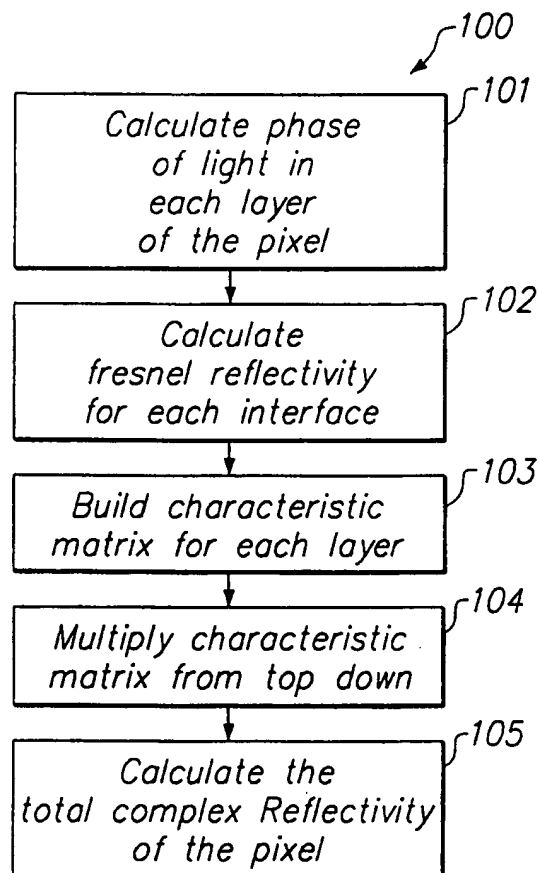 100
101
Calculate phase
of light in
each layer
of the pixel
102
Calculate
fresnel reflectivity
for each interface
103
Build characteristic
matrix for each layer
104
Multiply characteristic
matrix from top down
105
Calculate the
total complex Reflectivity
of the pixel